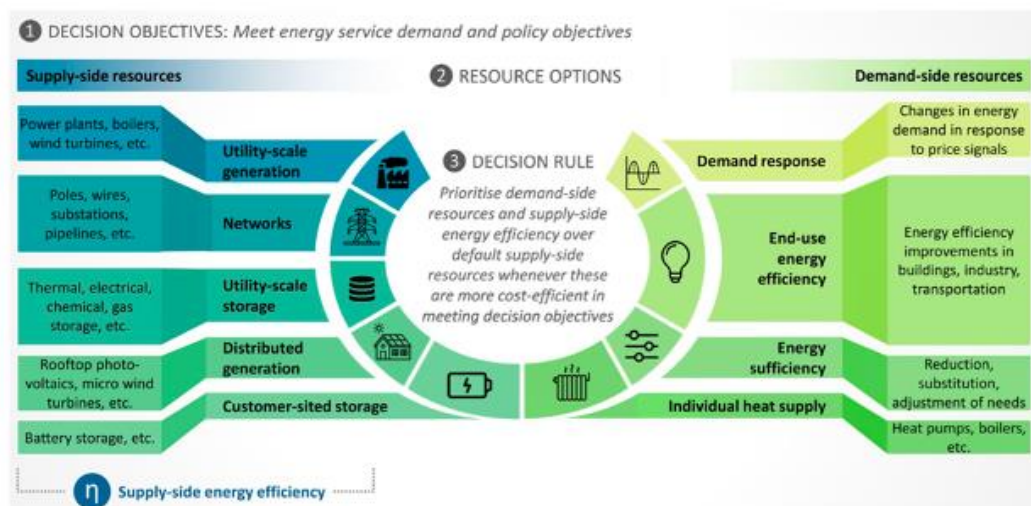 1 DECISION OBJECTIVES: Meet energy service demand and policy objectives
Supply-side resources
2 RESOURCE OPTIONS
Demand-side resources
Power plants, boilers,
wind turbines, etc.
Utility-scale
generation
Poles, wires,
substations,
pipelines, etc.
Networks
Thermal, electrical,
chemical, gas
storage, etc.
Utility-scale
storage
Rooftop photo-
voltaics, micro wind
turbines, etc.
Distributed
generation
Battery storage, etc.
Customer-sited storage
3 DECISION RULE
Prioritise demand-side
resources and supply-side
energy efficiency over
default supply-side
resources whenever these
are more cost-efficient in
meeting decision objectives
Demand response
Changes in energy
demand in response
to price signals
End-use
energy
efficiency
Energy efficiency
improvements in
buildings, industry,
transportation
Energy
sufficiency
Reduction,
substitution,
adjustment of needs
Individual heat supply
Heat pumps, boilers,
etc.
η Supply-side energy efficiency